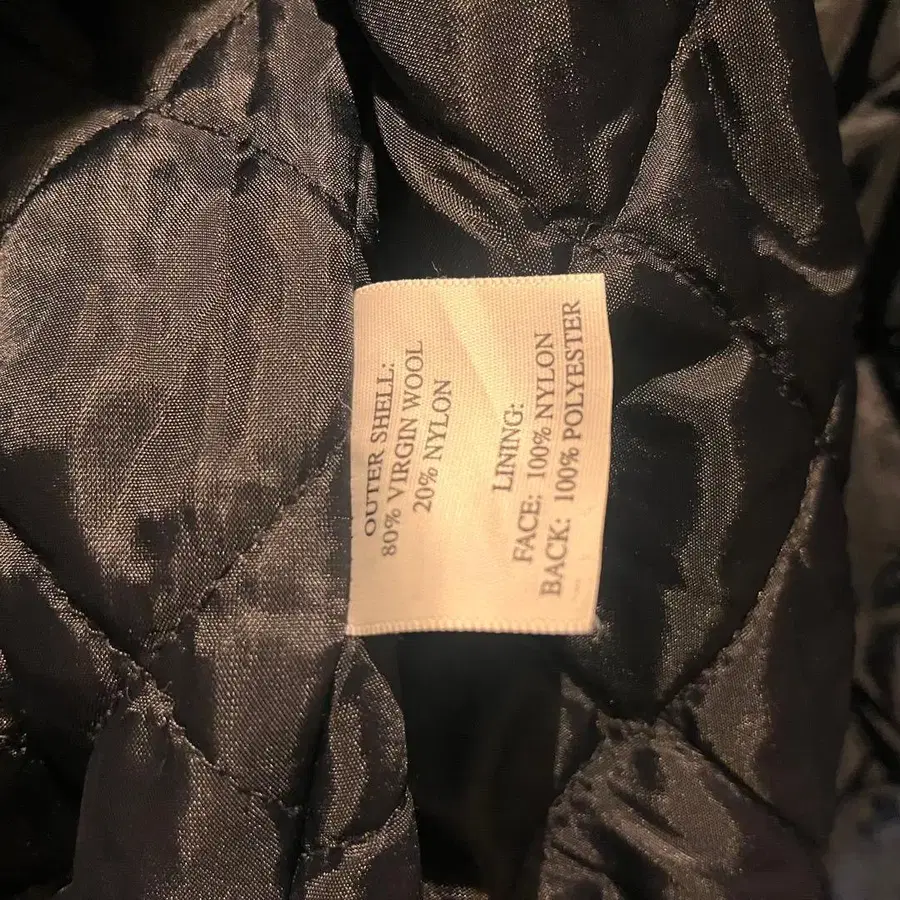 OUTER SHELL:
80% VIRGIN WOOL
20% NYLON
LINING:
FACE: 100% NYLON
BACK: 100% POLYESTER